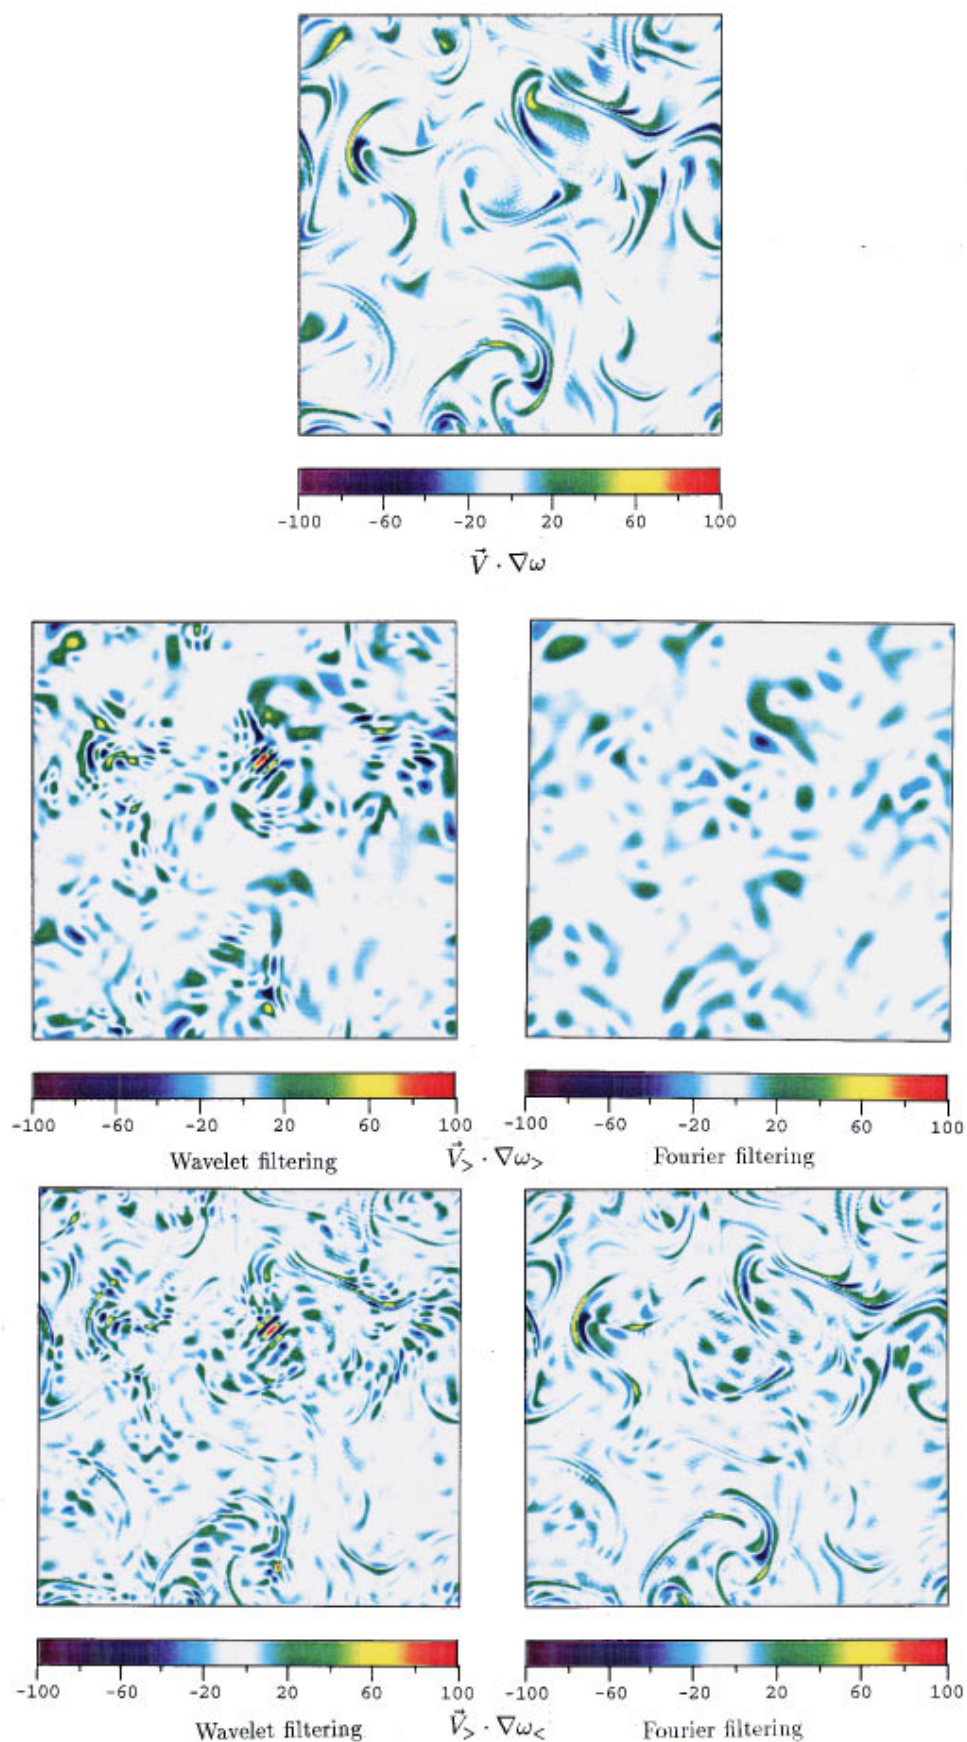 -100 -60 -20 20 60 100
V⃗ · ∇ω
-100 -60 -20 20 60 100 -100 -60 -20 20 60 100
Wavelet filtering V⃗> · ∇ω> Fourier filtering
-100 -60 -20 20 60 100 -100 -60 -20 20 60 100
Wavelet filtering V⃗> · ∇ω< Fourier filtering